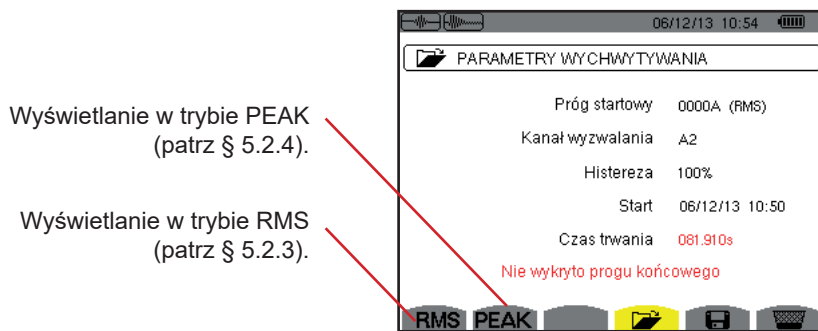 06/12/13 10:54
PARAMETRY WYCHWYTYWANIA
Próg startowy 0000A (RMS)
Kanał wyzwalania A2
Histereza 100%
Start 06/12/13 10:50
Czas trwania 081.910s
Nie wykryto progu końcowego
RMS PEAK
Wyświetlanie w trybie PEAK
(patrz § 5.2.4).
Wyświetlanie w trybie RMS
(patrz § 5.2.3).